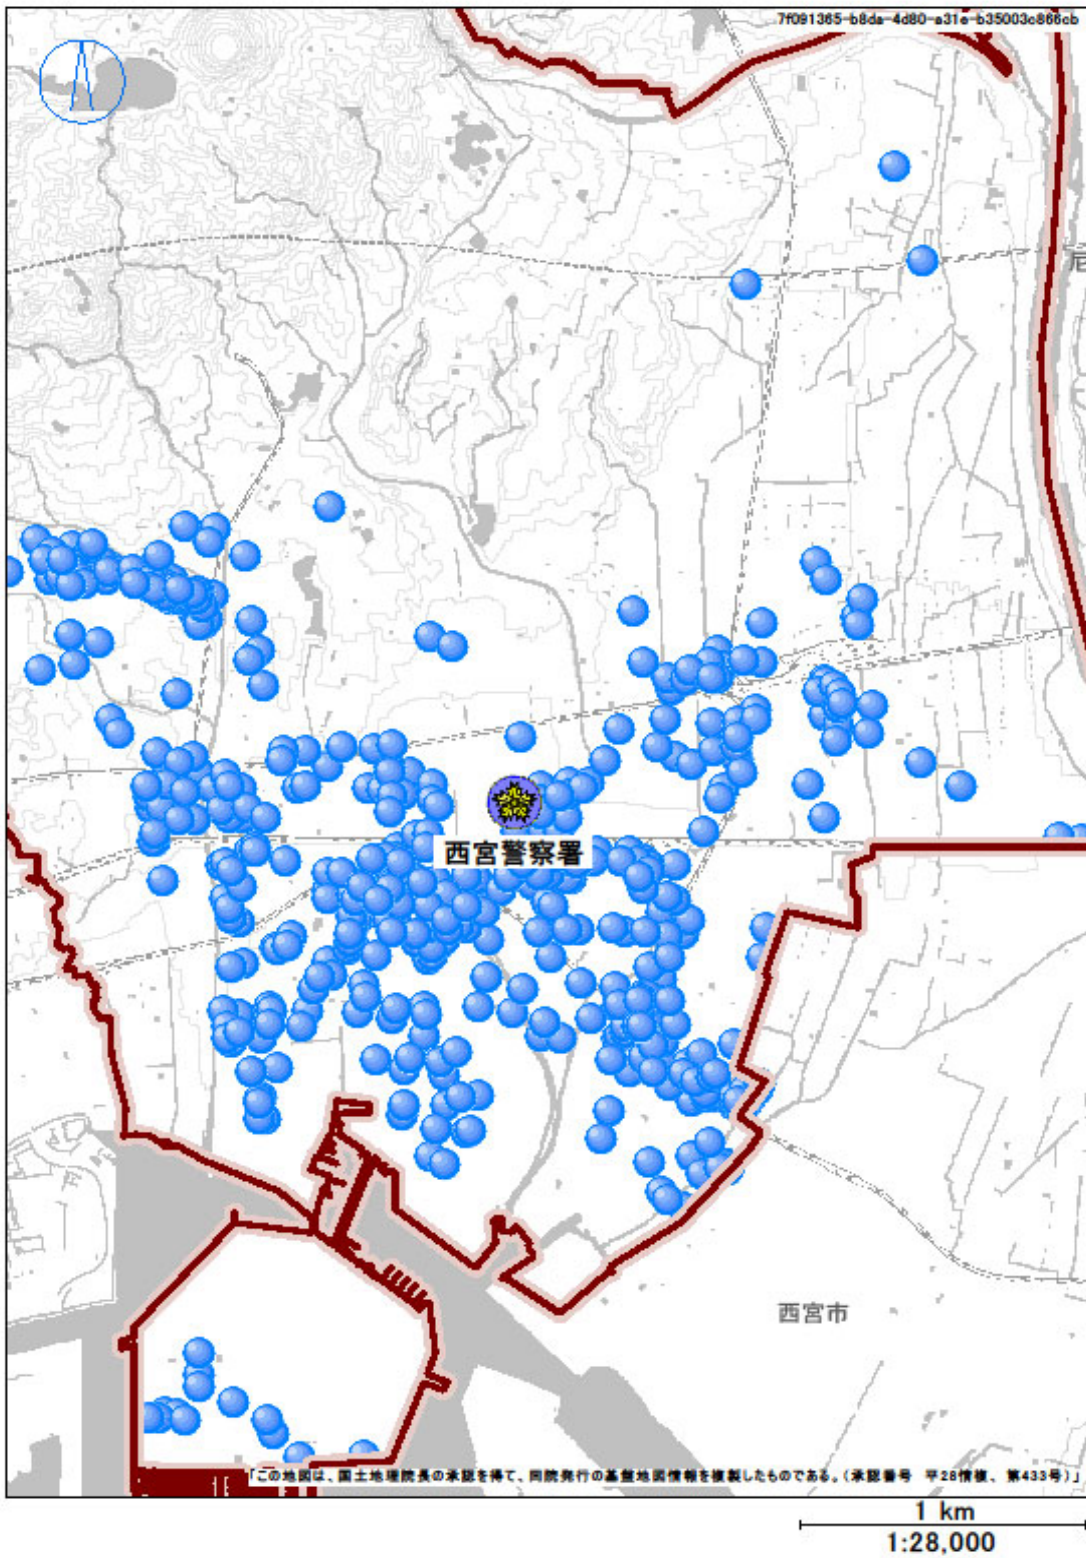 7f091365-b8da-4d80-a31e-b35003c866cb
尼
西宮警察署
西宮市
「この地図は、国土地理院長の承認を得て、同院発行の基盤地図情報を複製したものである。(承認番号 平28情複、第433号)」
1 km
1:28,000